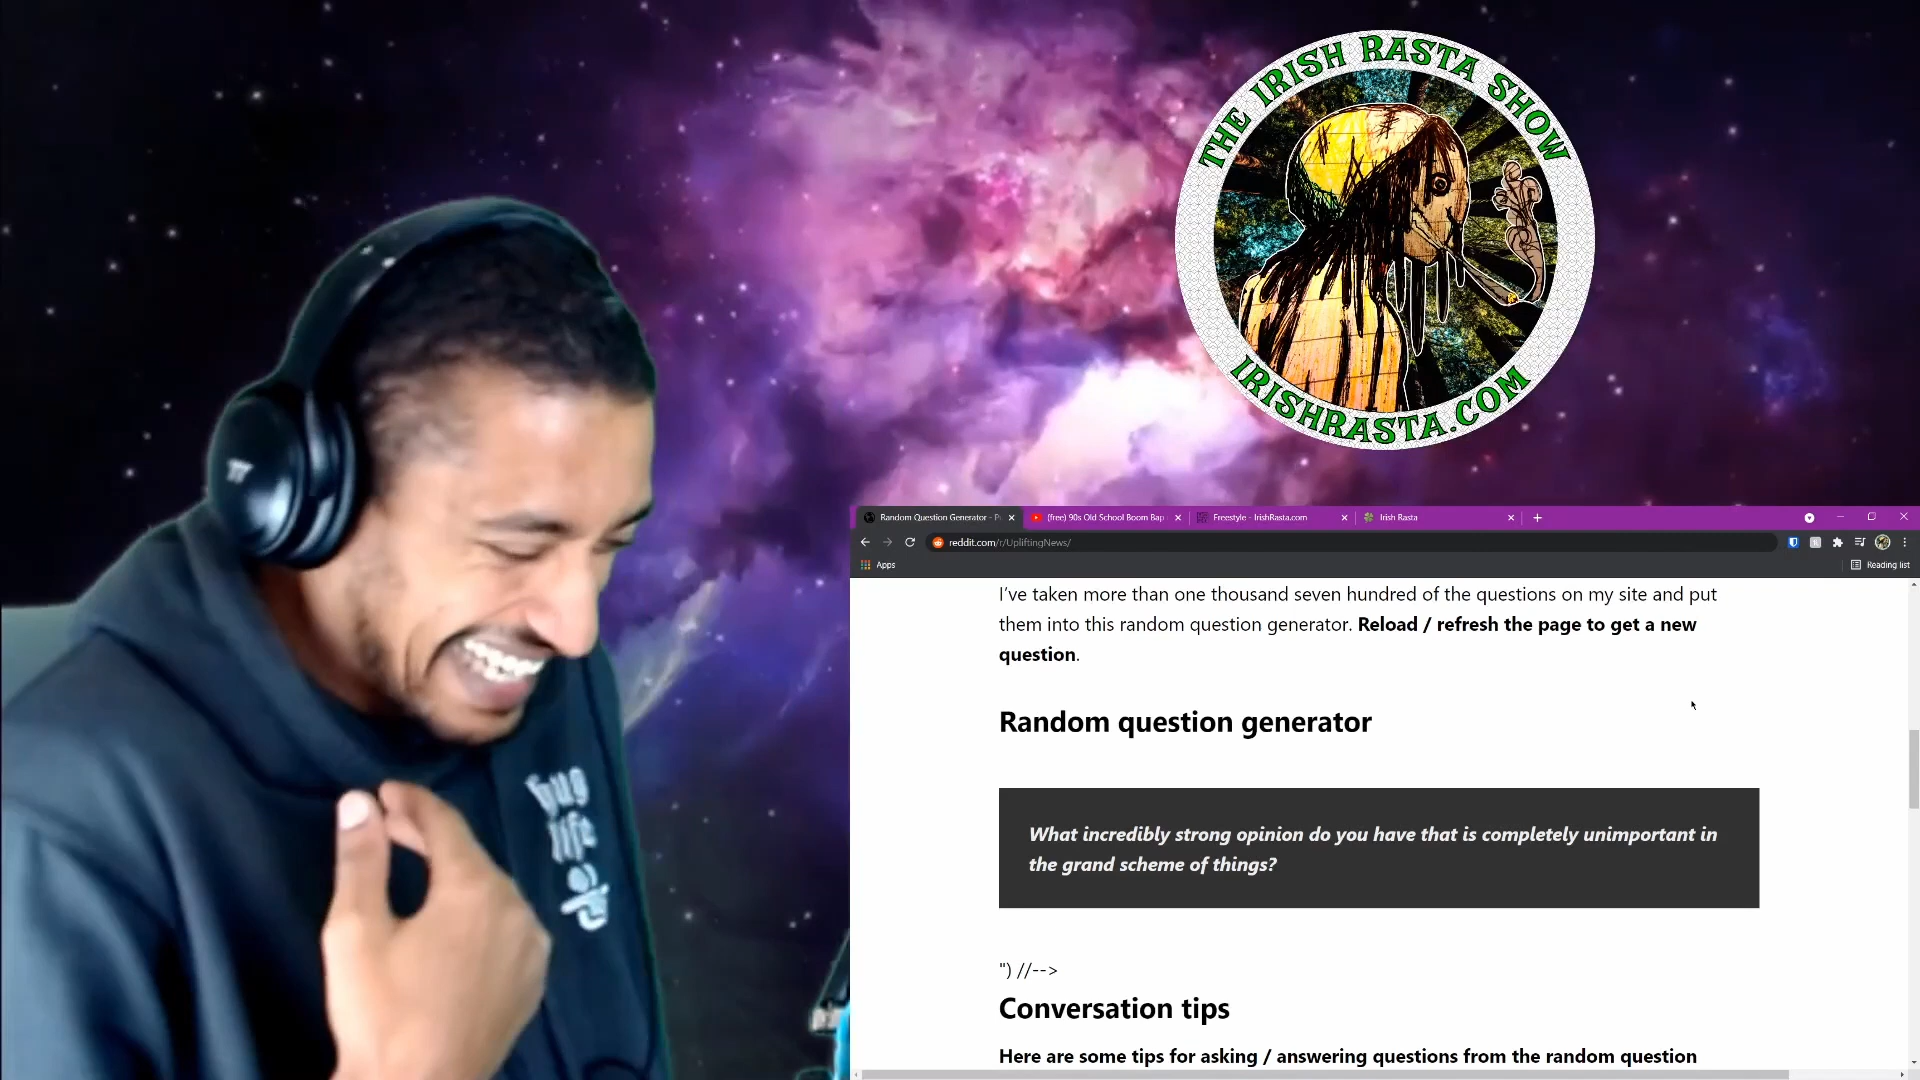 THE IRISH RASTA SHOW
IRISHRASTA.COM
Random Question Generator - P
(free) 90s Old School Boom Bap
Freestyle - IrishRasta.com
Irish Rasta
reddit.com/r/UpliftingNews/
Apps
Reading list
I've taken more than one thousand seven hundred of the questions on my site and put
them into this random question generator. Reload / refresh the page to get a new
question.
Random question generator
What incredibly strong opinion do you have that is completely unimportant in
the grand scheme of things?
") //-->
Conversation tips
Here are some tips for asking / answering questions from the random question
life